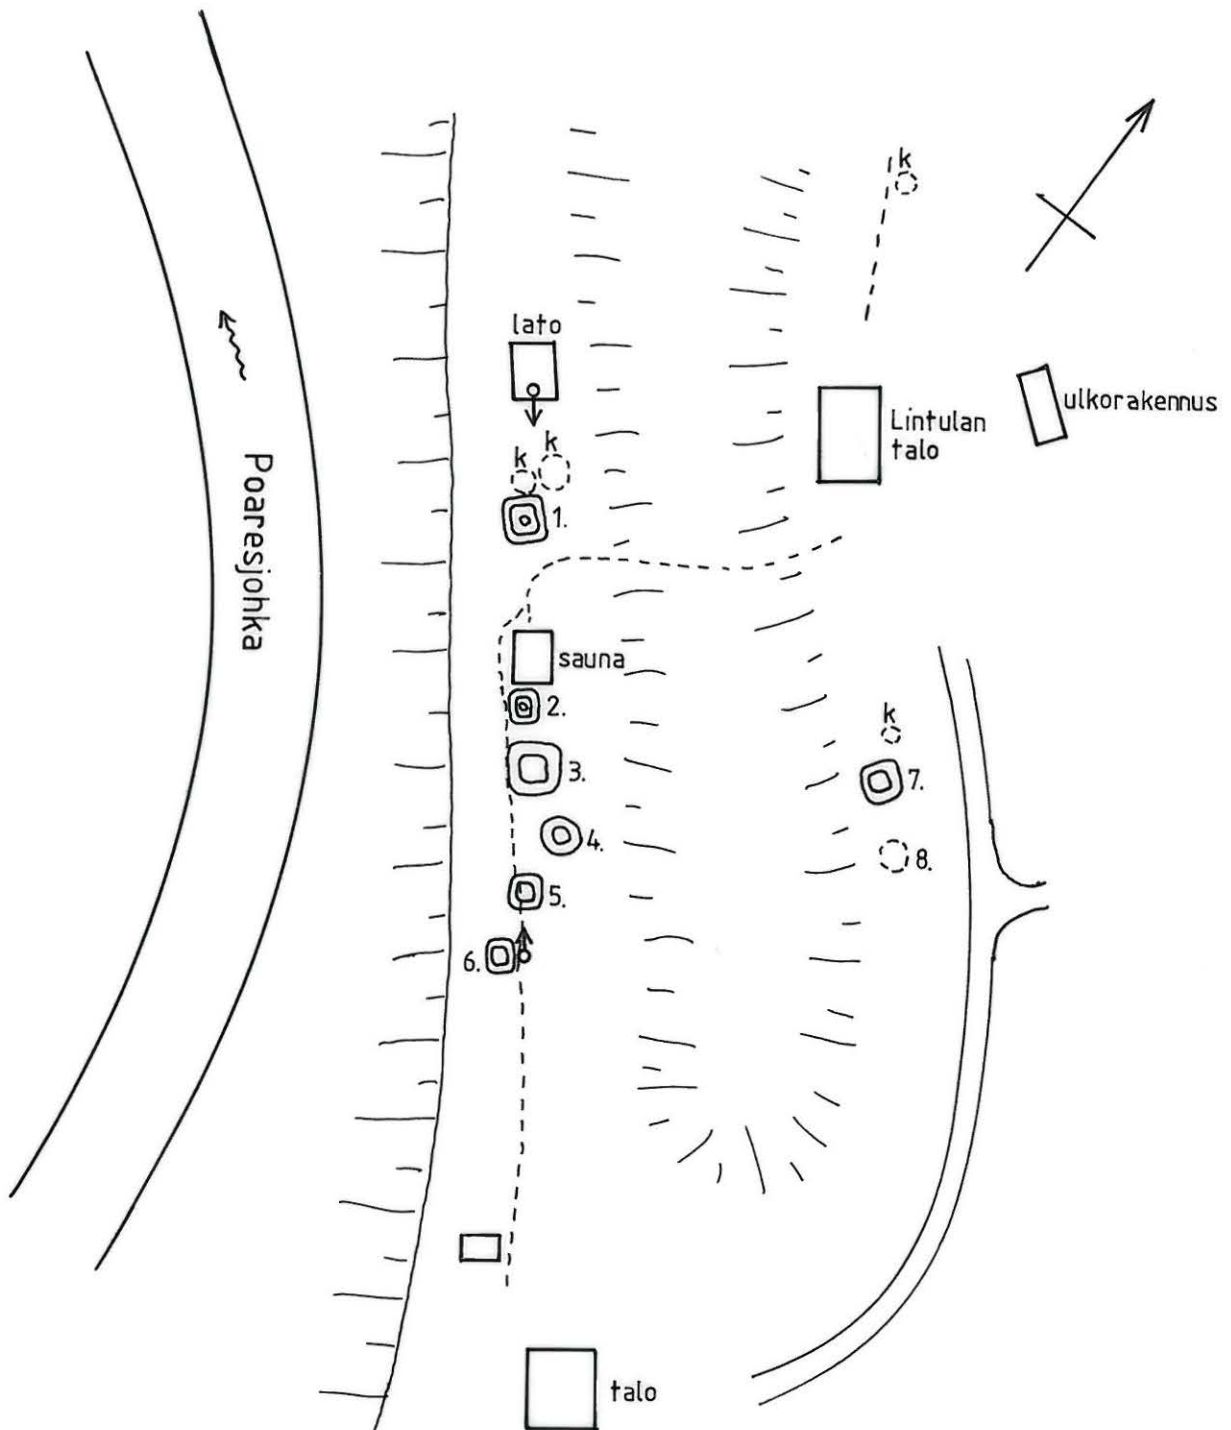 k
lato
ulkorakennus
Lintulan
talo
k
k
1.
Poaresjohka
sauna
2.
k
3.
7.
4.
8.
5.
6.
talo